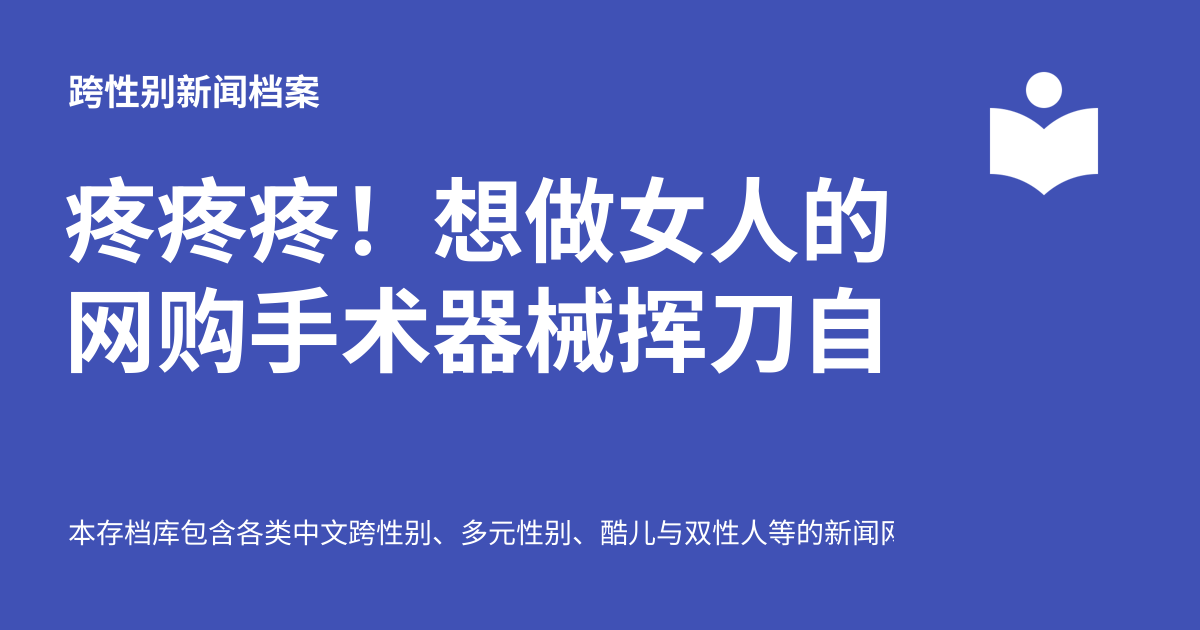 跨性别新闻档案
疼疼疼！想做女人的
网购手术器械挥刀自
本存档库包含各类中文跨性别、多元性别、酷儿与双性人等的新闻网